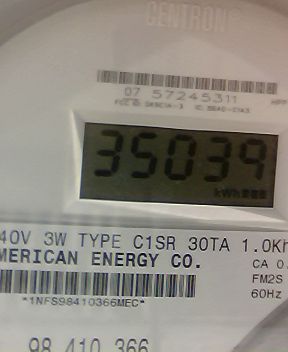 CENTRON
07 57245311
35039
kWh
40V 3W TYPE C1SR 30TA 1.0Kh
MERICAN ENERGY CO.
CA 0.
FM2S
60Hz
*1NFS98410366MEC*
98 410 366